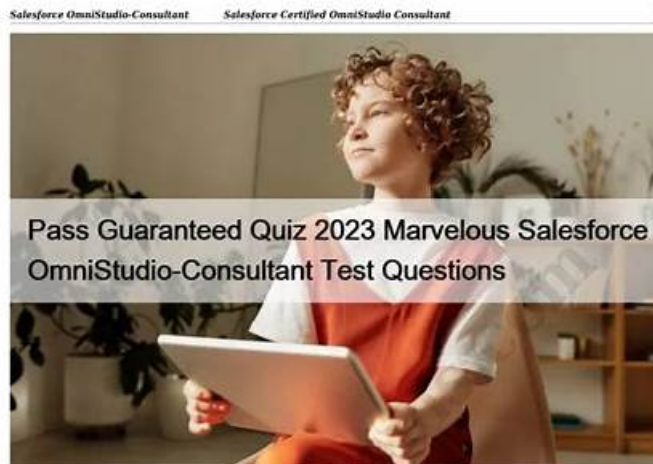 Salesforce OmniStudio-Consultant Salesforce Certified OmniStudio Consultant
Pass Guaranteed Quiz 2023 Marvelous Salesforce
OmniStudio-Consultant Test Questions